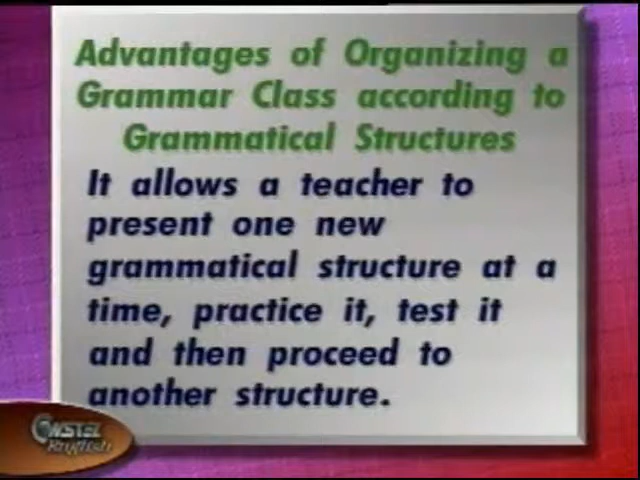 Advantages of Organizing a
Grammar Class according to
Grammatical Structures
It allows a teacher to
present one new
grammatical structure at a
time, practice it, test it
and then proceed to
another structure.
English